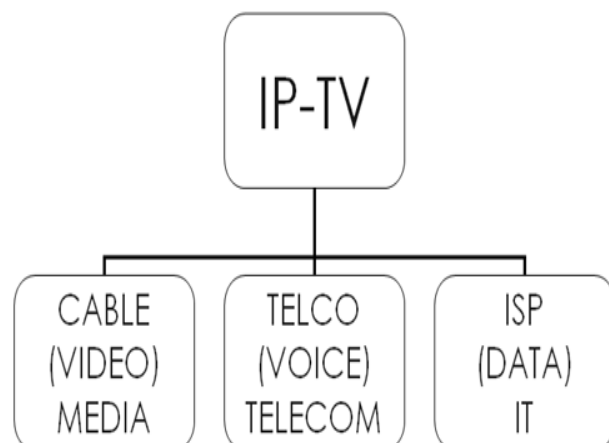 IP-TV
CABLE
(VIDEO)
MEDIA
TELCO
(VOICE)
TELECOM
ISP
(DATA)
IT